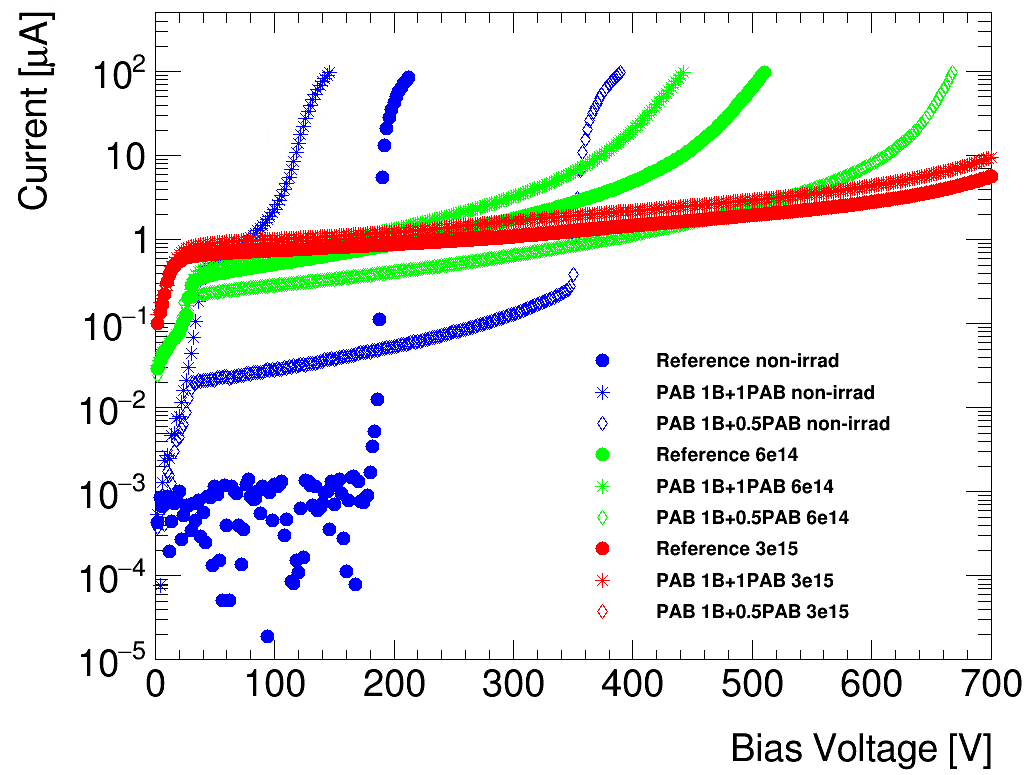 Current [μA]
10²
10
1
10⁻¹
10⁻²
10⁻³
10⁻⁴
10⁻⁵
Reference non-irrad
PAB 1B+1PAB non-irrad
PAB 1B+0.5PAB non-irrad
Reference 6e14
PAB 1B+1PAB 6e14
PAB 1B+0.5PAB 6e14
Reference 3e15
PAB 1B+1PAB 3e15
PAB 1B+0.5PAB 3e15
0 100 200 300 400 500 600 700
Bias Voltage [V]